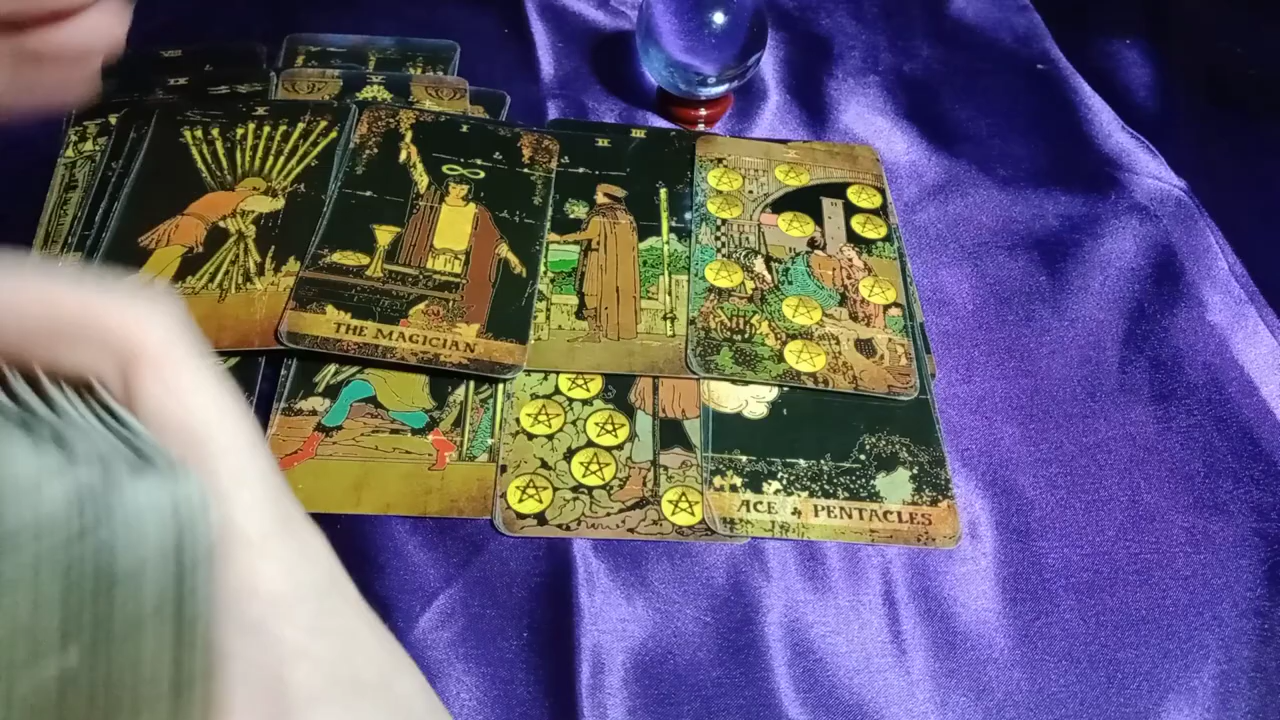 VIII
IX
V
X
I
II
III
X
THE MAGICIAN
ACE OF PENTACLES